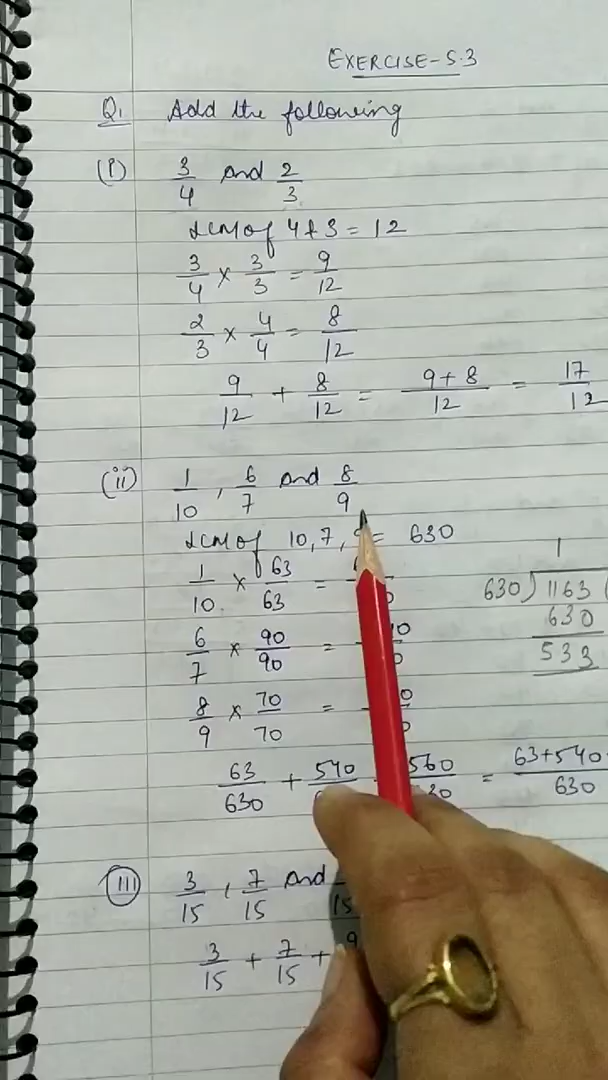 EXERCISE-5.3
Q1 Add the following
(i) 3/4 and 2/3
LCM of 4 & 3 = 12
3/4 × 3/3 = 9/12
2/3 × 4/4 = 8/12
9/12 + 8/12 = 9+8/12 = 17/12
(ii) 1/10, 6/7 and 8/9
LCM of 10, 7, = 630
1/10 × 63/63 =
6/7 × 90/90 =
8/9 × 70/70 =
63/630 + 540 560 = 63+540/630
1
630) 1163 (
630
533
(III) 3/15, 7/15 and
3/15 + 7/15 + 9